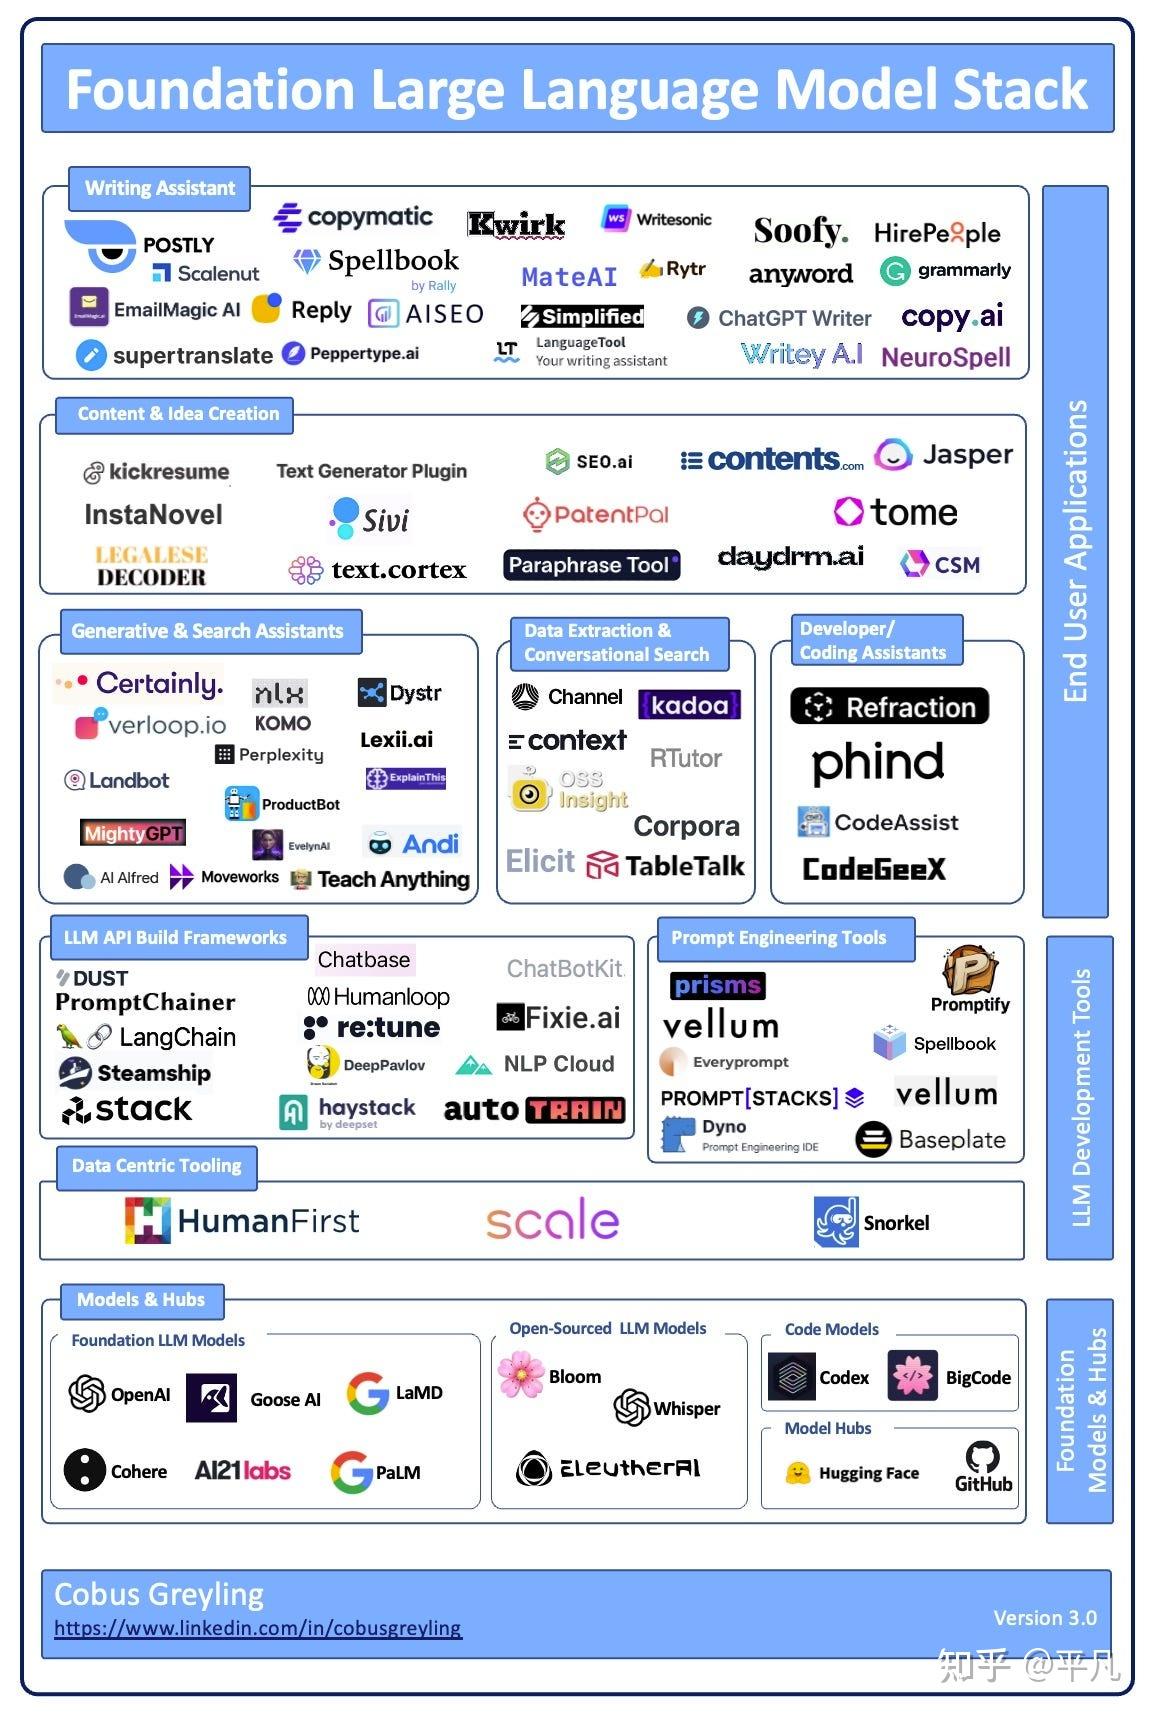 Foundation Large Language Model Stack
Writing Assistant
POSTLY
copymatic
Kwirk
WS Writesonic
Soofy.
HirePeople
Scalenut
Spellbook
by Rally
MateAI
Rytr
anyword
grammarly
EmailMagic.ai
EmailMagic AI
Reply
AISEO
Simplified
ChatGPT Writer
copy.ai
supertranslate
Peppertype.ai
LT
LanguageTool
Your writing assistant
Writey A.I
NeuroSpell
Content & Idea Creation
kickresume
Text Generator Plugin
SEO.ai
contents.com
Jasper
InstaNovel
Sivi
PatentPal
tome
LEGALESE
DECODER
text.cortex
Paraphrase Tool
daydrm.ai
CSM
End User Applications
Generative & Search Assistants
Certainly.
nlx
Dystr
verloop.io
KOMO
Lexii.ai
Perplexity
Landbot
ExplainThis
ProductBot
MightyGPT
EvelynAI
Andi
AI Alfred
Moveworks
Teach Anything
Data Extraction &
Conversational Search
Channel
{kadoa}
context
RTutor
OSS
Insight
Corpora
Elicit
TableTalk
Developer/
Coding Assistants
Refraction
phind
CodeAssist
CodeGeeX
LLM API Build Frameworks
DUST
Chatbase
ChatBotKit.
PromptChainer
Humanloop
Fixie.ai
LangChain
re:tune
Steamship
DeepPavlov
NLP Cloud
stack
haystack
by deepset
auto TRAIN
Prompt Engineering Tools
prisms
Promptify
vellum
Everyprompt
Spellbook
PROMPT[STACKS]
vellum
Dyno
Prompt Engineering IDE
Baseplate
LLM Development Tools
Data Centric Tooling
HumanFirst
scale
Snorkel
Models & Hubs
Foundation LLM Models
OpenAI
Goose AI
LaMD
Cohere
AI21labs
PaLM
Open-Sourced LLM Models
Bloom
Whisper
EleutherAI
Code Models
Codex
BigCode
Model Hubs
Hugging Face
GitHub
Foundation
Models & Hubs
Cobus Greyling
https://www.linkedin.com/in/cobusgreyling
Version 3.0
知乎 @平凡